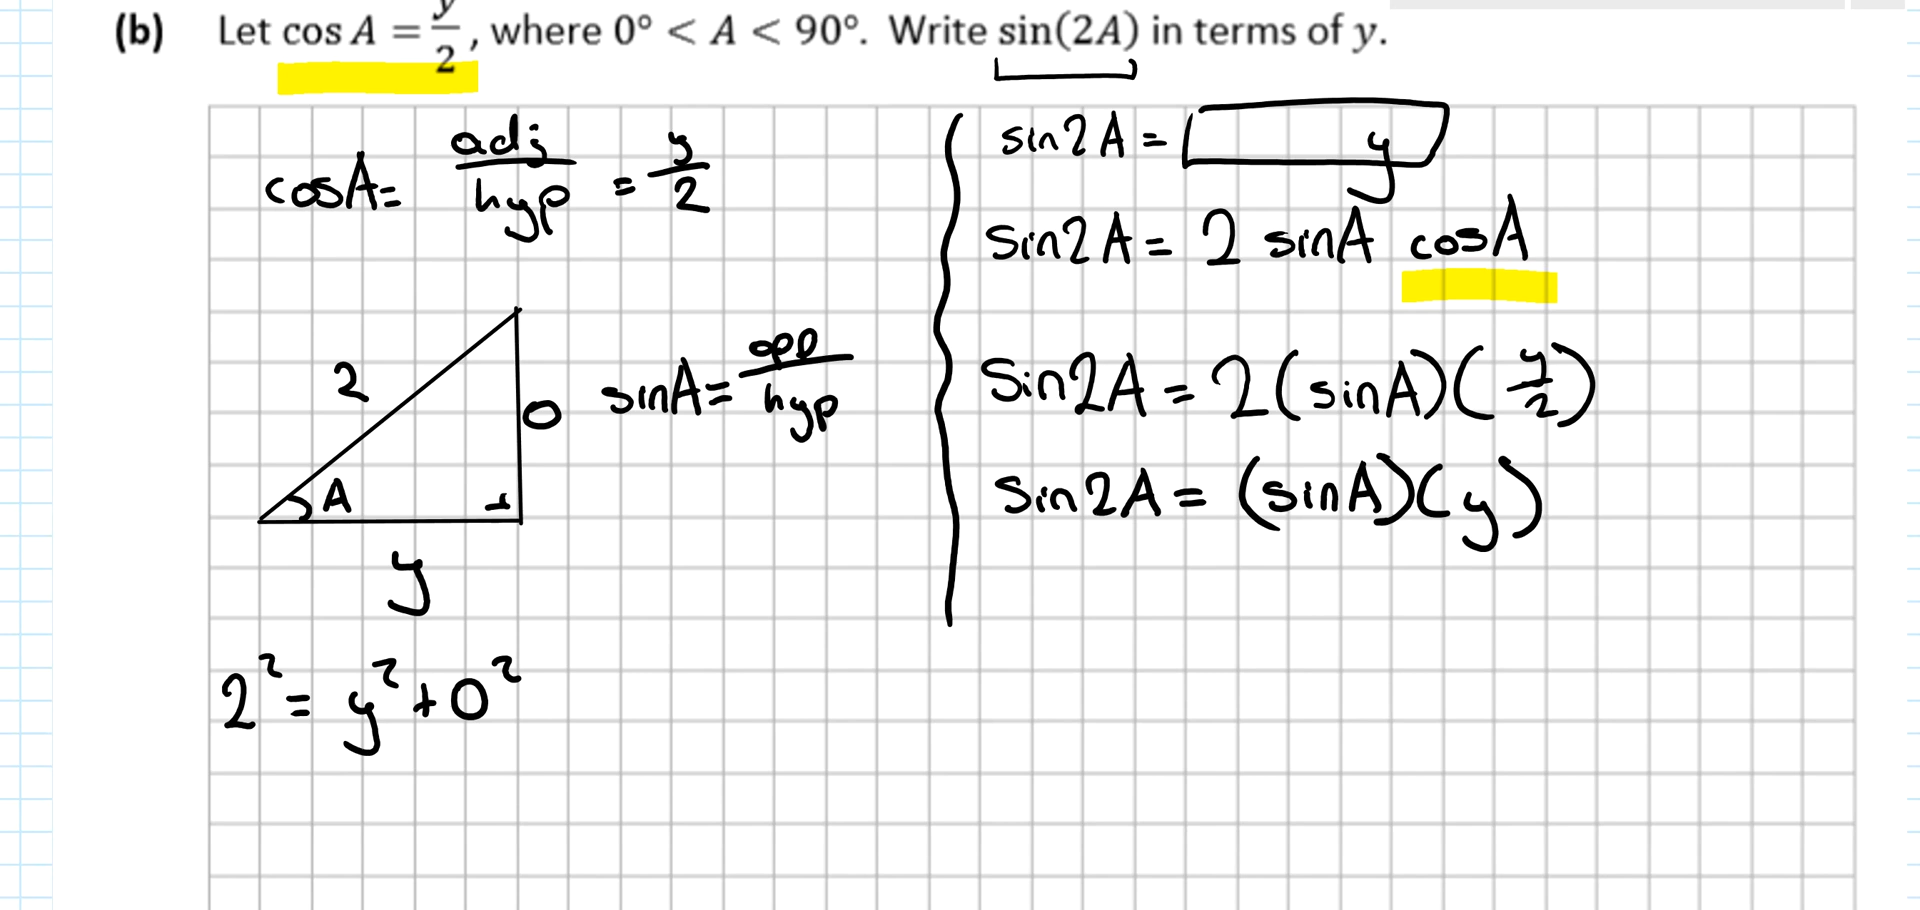 (b) Let cos A = y/2, where 0° < A < 90°. Write sin(2A) in terms of y.
cosA = adj/hyp = y/2
2
A
O
y
sinA = opp/hyp
2² = y² + O²
sin2A = y
sin2A = 2 sinA cosA
Sin2A = 2(sinA)(y/2)
Sin2A = (sinA)(y)